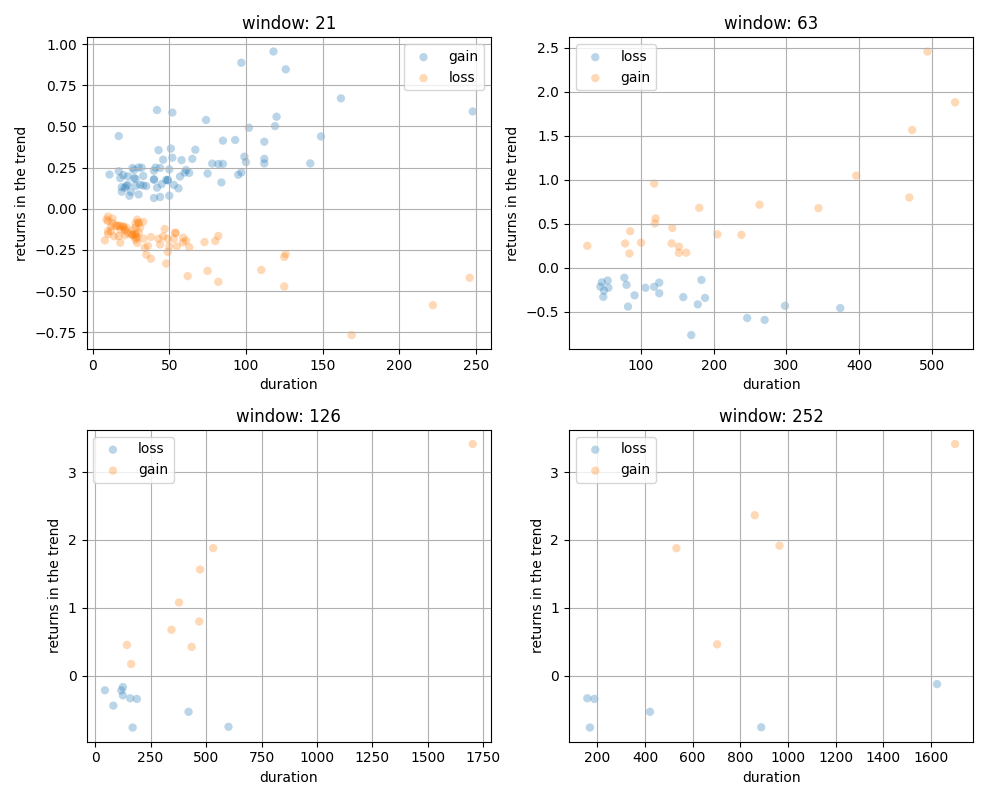 window: 21
1.00
0.75
0.50
0.25
0.00
−0.25
−0.50
−0.75
returns in the trend
gain
loss
0 50 100 150 200 250
duration
window: 63
2.5
2.0
1.5
1.0
0.5
0.0
−0.5
returns in the trend
loss
gain
100 200 300 400 500
duration
window: 126
3
2
1
0
returns in the trend
loss
gain
0 250 500 750 1000 1250 1500 1750
duration
window: 252
3
2
1
0
returns in the trend
loss
gain
200 400 600 800 1000 1200 1400 1600
duration